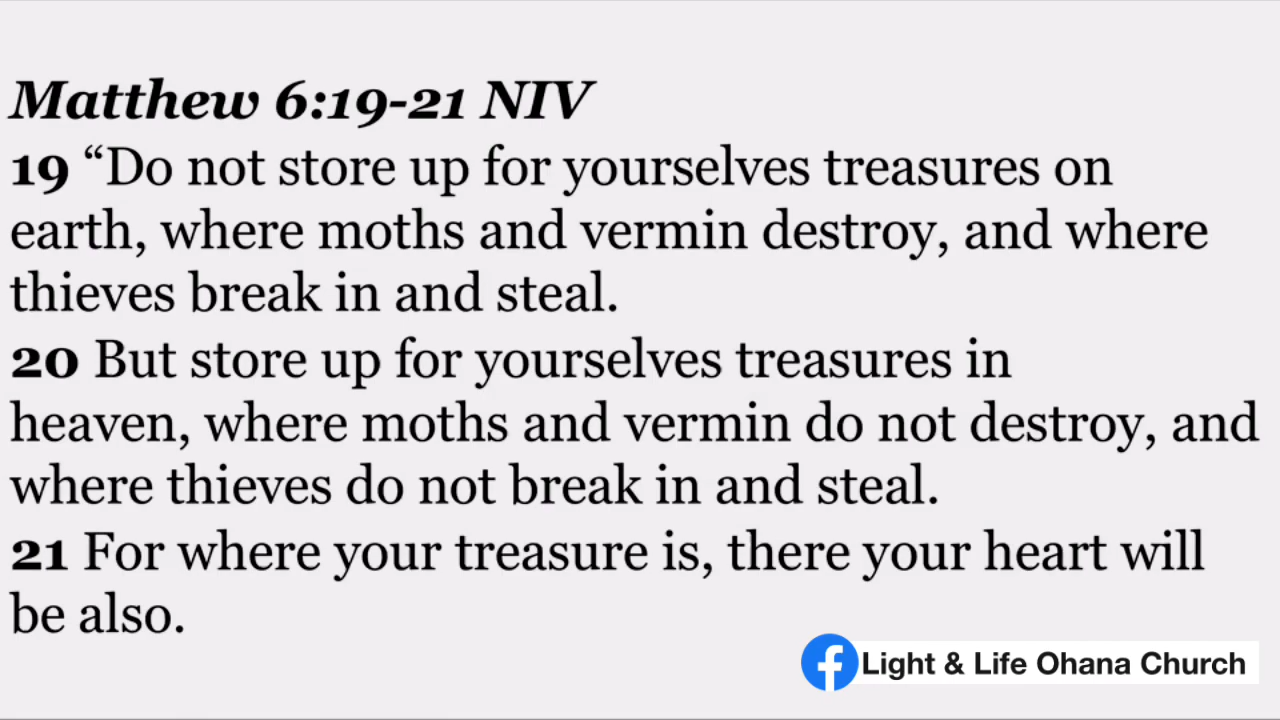 Matthew 6:19-21 NIV
19 “Do not store up for yourselves treasures on
earth, where moths and vermin destroy, and where
thieves break in and steal.
20 But store up for yourselves treasures in
heaven, where moths and vermin do not destroy, and
where thieves do not break in and steal.
21 For where your treasure is, there your heart will
be also.
Light & Life Ohana Church